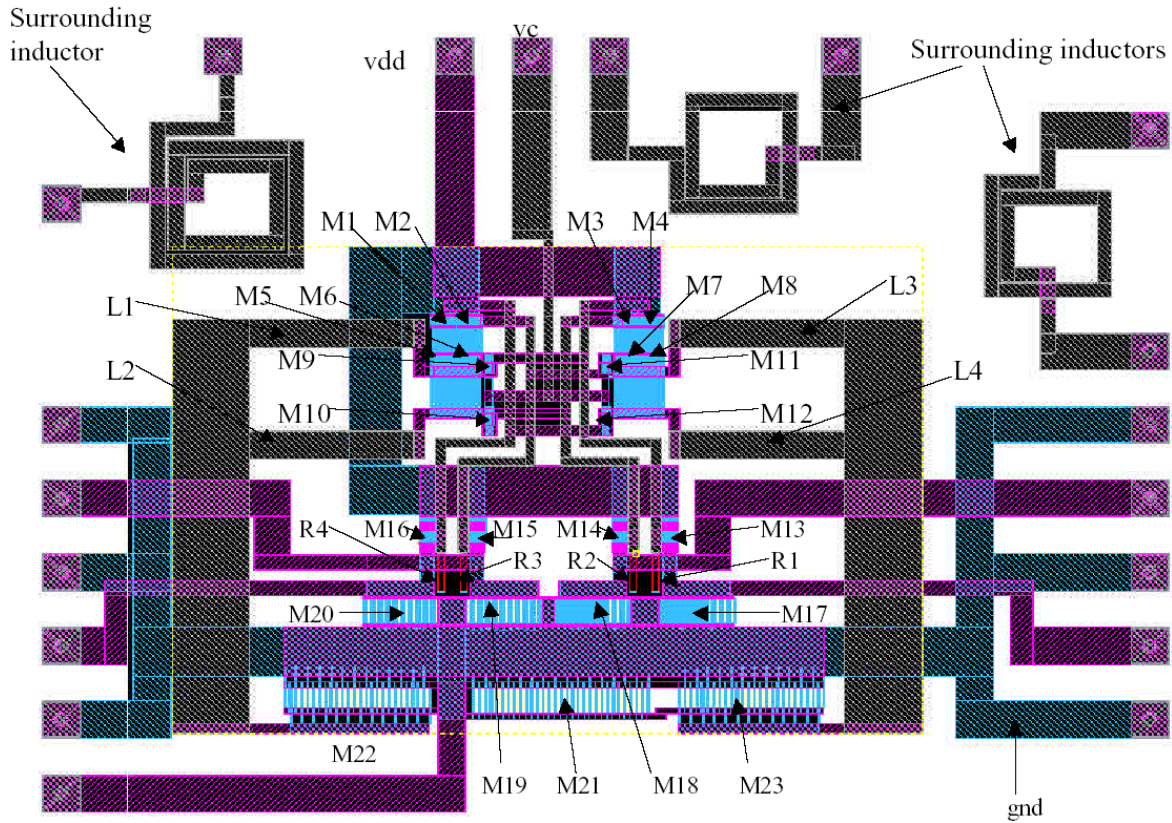 Surrounding
inductor
vdd
vc
Surrounding inductors
M1
M2
M3
M4
L1
M5
M6
M7
M8
L3
M9
M11
L2
L4
M10
M12
M16
M15
M14
M13
R4
R3
R2
R1
M20
M17
M22
M19
M21
M18
M23
gnd